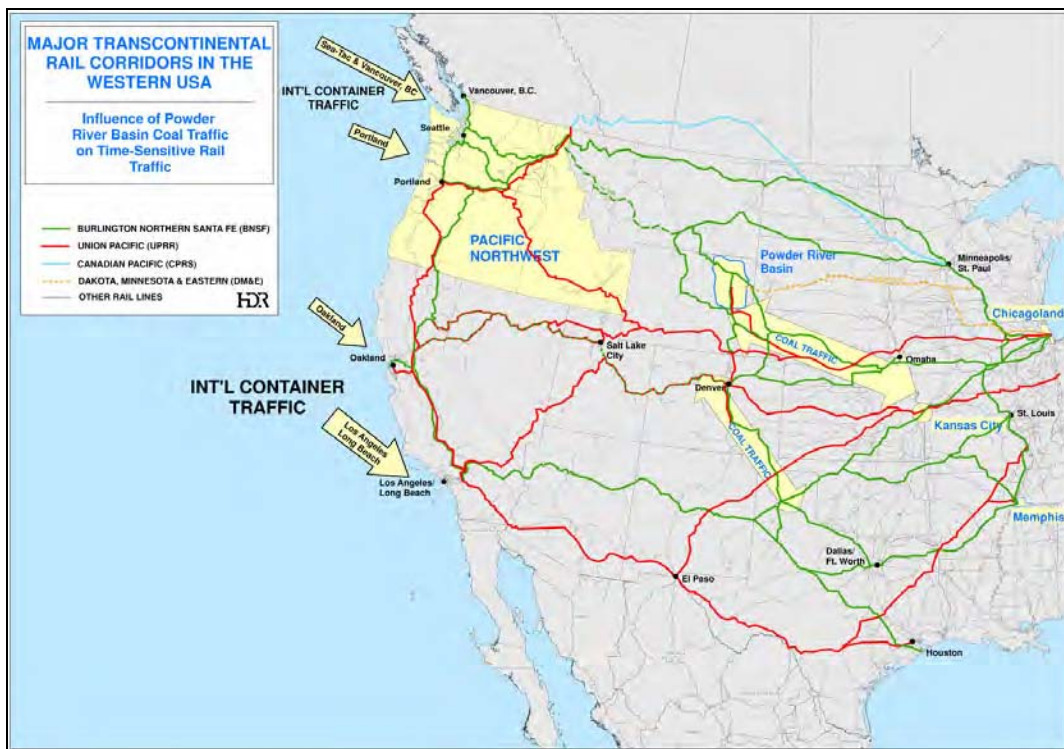 MAJOR TRANSCONTINENTAL
RAIL CORRIDORS IN THE
WESTERN USA
Influence of Powder
River Basin Coal Traffic
on Time-Sensitive Rail
Traffic
BURLINGTON NORTHERN SANTA FE (BNSF)
UNION PACIFIC (UPRR)
CANADIAN PACIFIC (CPRS)
DAKOTA, MINNESOTA & EASTERN (DM&E)
OTHER RAIL LINES
HDR
Sea-Tac & Vancouver, BC
INT'L CONTAINER
TRAFFIC
Vancouver, B.C.
Portland
Seattle
Portland
PACIFIC
NORTHWEST
Powder River
Basin
Minneapolis/
St. Paul
Chicagoland
COAL TRAFFIC
Omaha
Oakland
Oakland
Salt Lake
City
Denver
INT'L CONTAINER
TRAFFIC
COAL TRAFFIC
Kansas City
St. Louis
Los Angeles
Long Beach
Los Angeles/
Long Beach
Memphis
Dallas/
Ft. Worth
El Paso
Houston